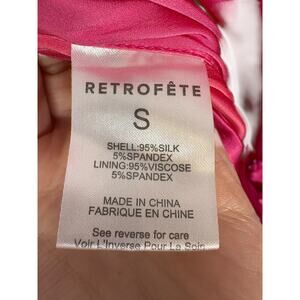 RETROFÊTE
S
SHELL:95%SILK
5%SPANDEX
LINING:95%VISCOSE
5%SPANDEX
MADE IN CHINA
FABRIQUE EN CHINE
See reverse for care
Voir L'Inverse Pour Le Soin